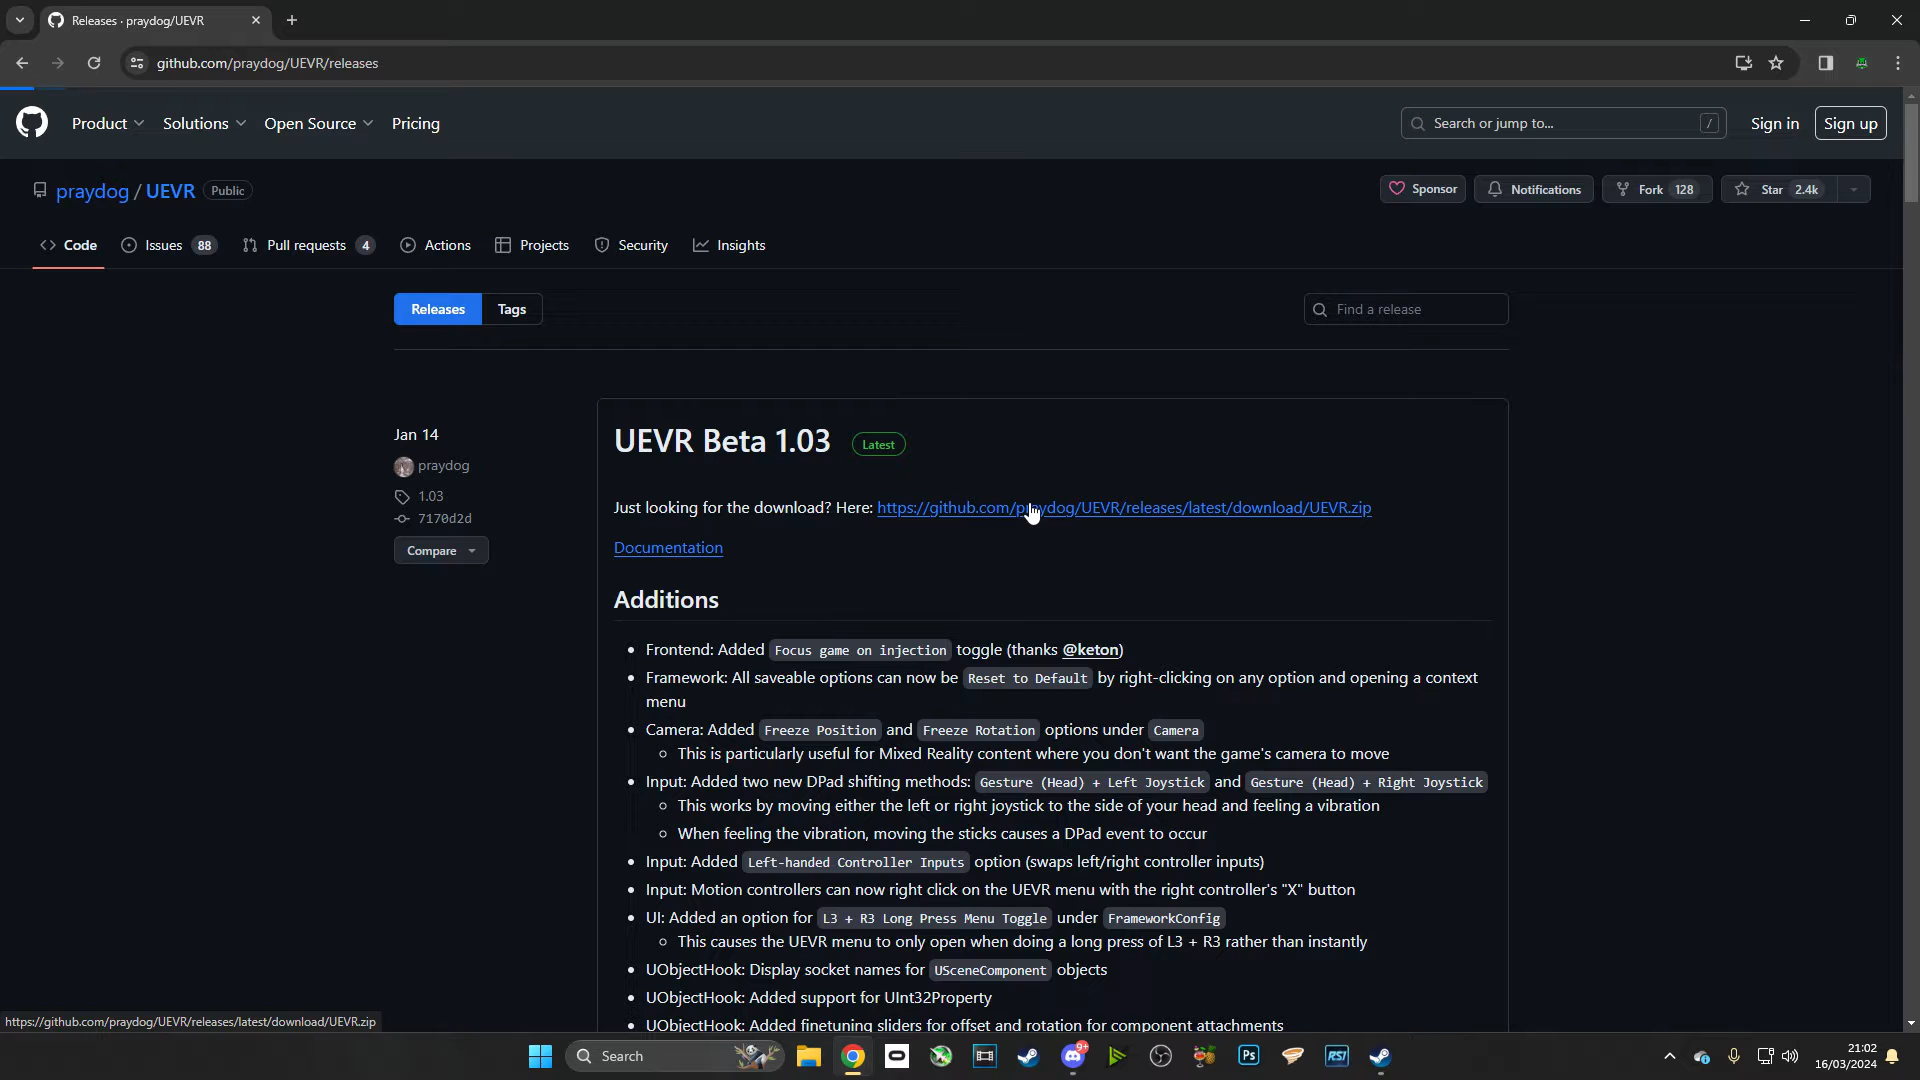 Releases · praydog/UEVR
github.com/praydog/UEVR/releases
Product Solutions Open Source Pricing Search or jump to... / Sign in Sign up
praydog / UEVR Public Sponsor Notifications Fork 128 Star 2.4k
Code Issues 88 Pull requests 4 Actions Projects Security Insights
Releases Tags Find a release
Jan 14
praydog
1.03
7170d2d
Compare
UEVR Beta 1.03 Latest
Just looking for the download? Here: https://github.com/praydog/UEVR/releases/latest/download/UEVR.zip
Documentation
Additions
Frontend: Added Focus game on injection toggle (thanks @keton)
Framework: All saveable options can now be Reset to Default by right-clicking on any option and opening a context
menu
Camera: Added Freeze Position and Freeze Rotation options under Camera
This is particularly useful for Mixed Reality content where you don't want the game's camera to move
Input: Added two new DPad shifting methods: Gesture (Head) + Left Joystick and Gesture (Head) + Right Joystick
This works by moving either the left or right joystick to the side of your head and feeling a vibration
When feeling the vibration, moving the sticks causes a DPad event to occur
Input: Added Left-handed Controller Inputs option (swaps left/right controller inputs)
Input: Motion controllers can now right click on the UEVR menu with the right controller's "X" button
UI: Added an option for L3 + R3 Long Press Menu Toggle under FrameworkConfig
This causes the UEVR menu to only open when doing a long press of L3 + R3 rather than instantly
UObjectHook: Display socket names for USceneComponent objects
UObjectHook: Added support for UInt32Property
UObjectHook: Added finetuning sliders for offset and rotation for component attachments
https://github.com/praydog/UEVR/releases/latest/download/UEVR.zip
Search 9+ Ps RSI 21:02
16/03/2024